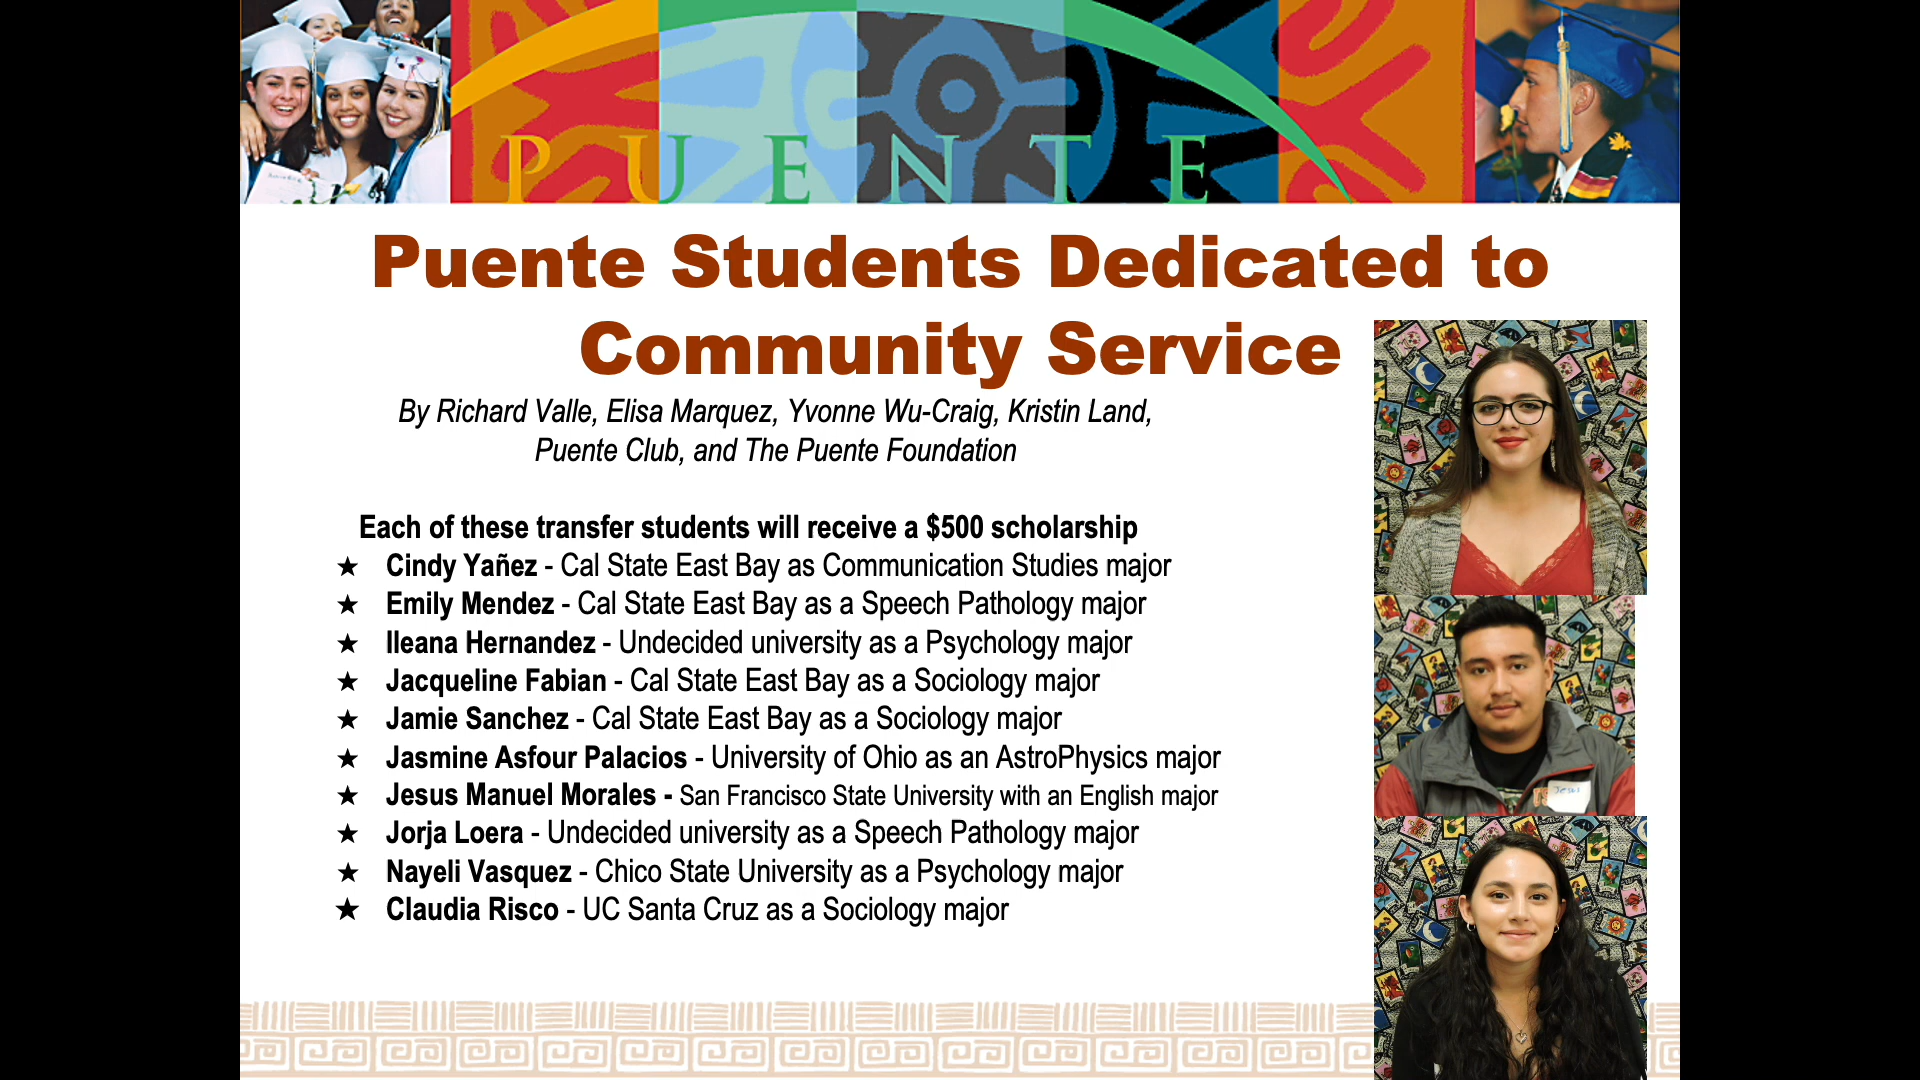 PUENTE
Puente Students Dedicated to
Community Service
By Richard Valle, Elisa Marquez, Yvonne Wu-Craig, Kristin Land,
Puente Club, and The Puente Foundation
Each of these transfer students will receive a $500 scholarship
★ Cindy Yañez - Cal State East Bay as Communication Studies major
★ Emily Mendez - Cal State East Bay as a Speech Pathology major
★ Ileana Hernandez - Undecided university as a Psychology major
★ Jacqueline Fabian - Cal State East Bay as a Sociology major
★ Jamie Sanchez - Cal State East Bay as a Sociology major
★ Jasmine Asfour Palacios - University of Ohio as an AstroPhysics major
★ Jesus Manuel Morales - San Francisco State University with an English major
★ Jorja Loera - Undecided university as a Speech Pathology major
★ Nayeli Vasquez - Chico State University as a Psychology major
★ Claudia Risco - UC Santa Cruz as a Sociology major
Jesus